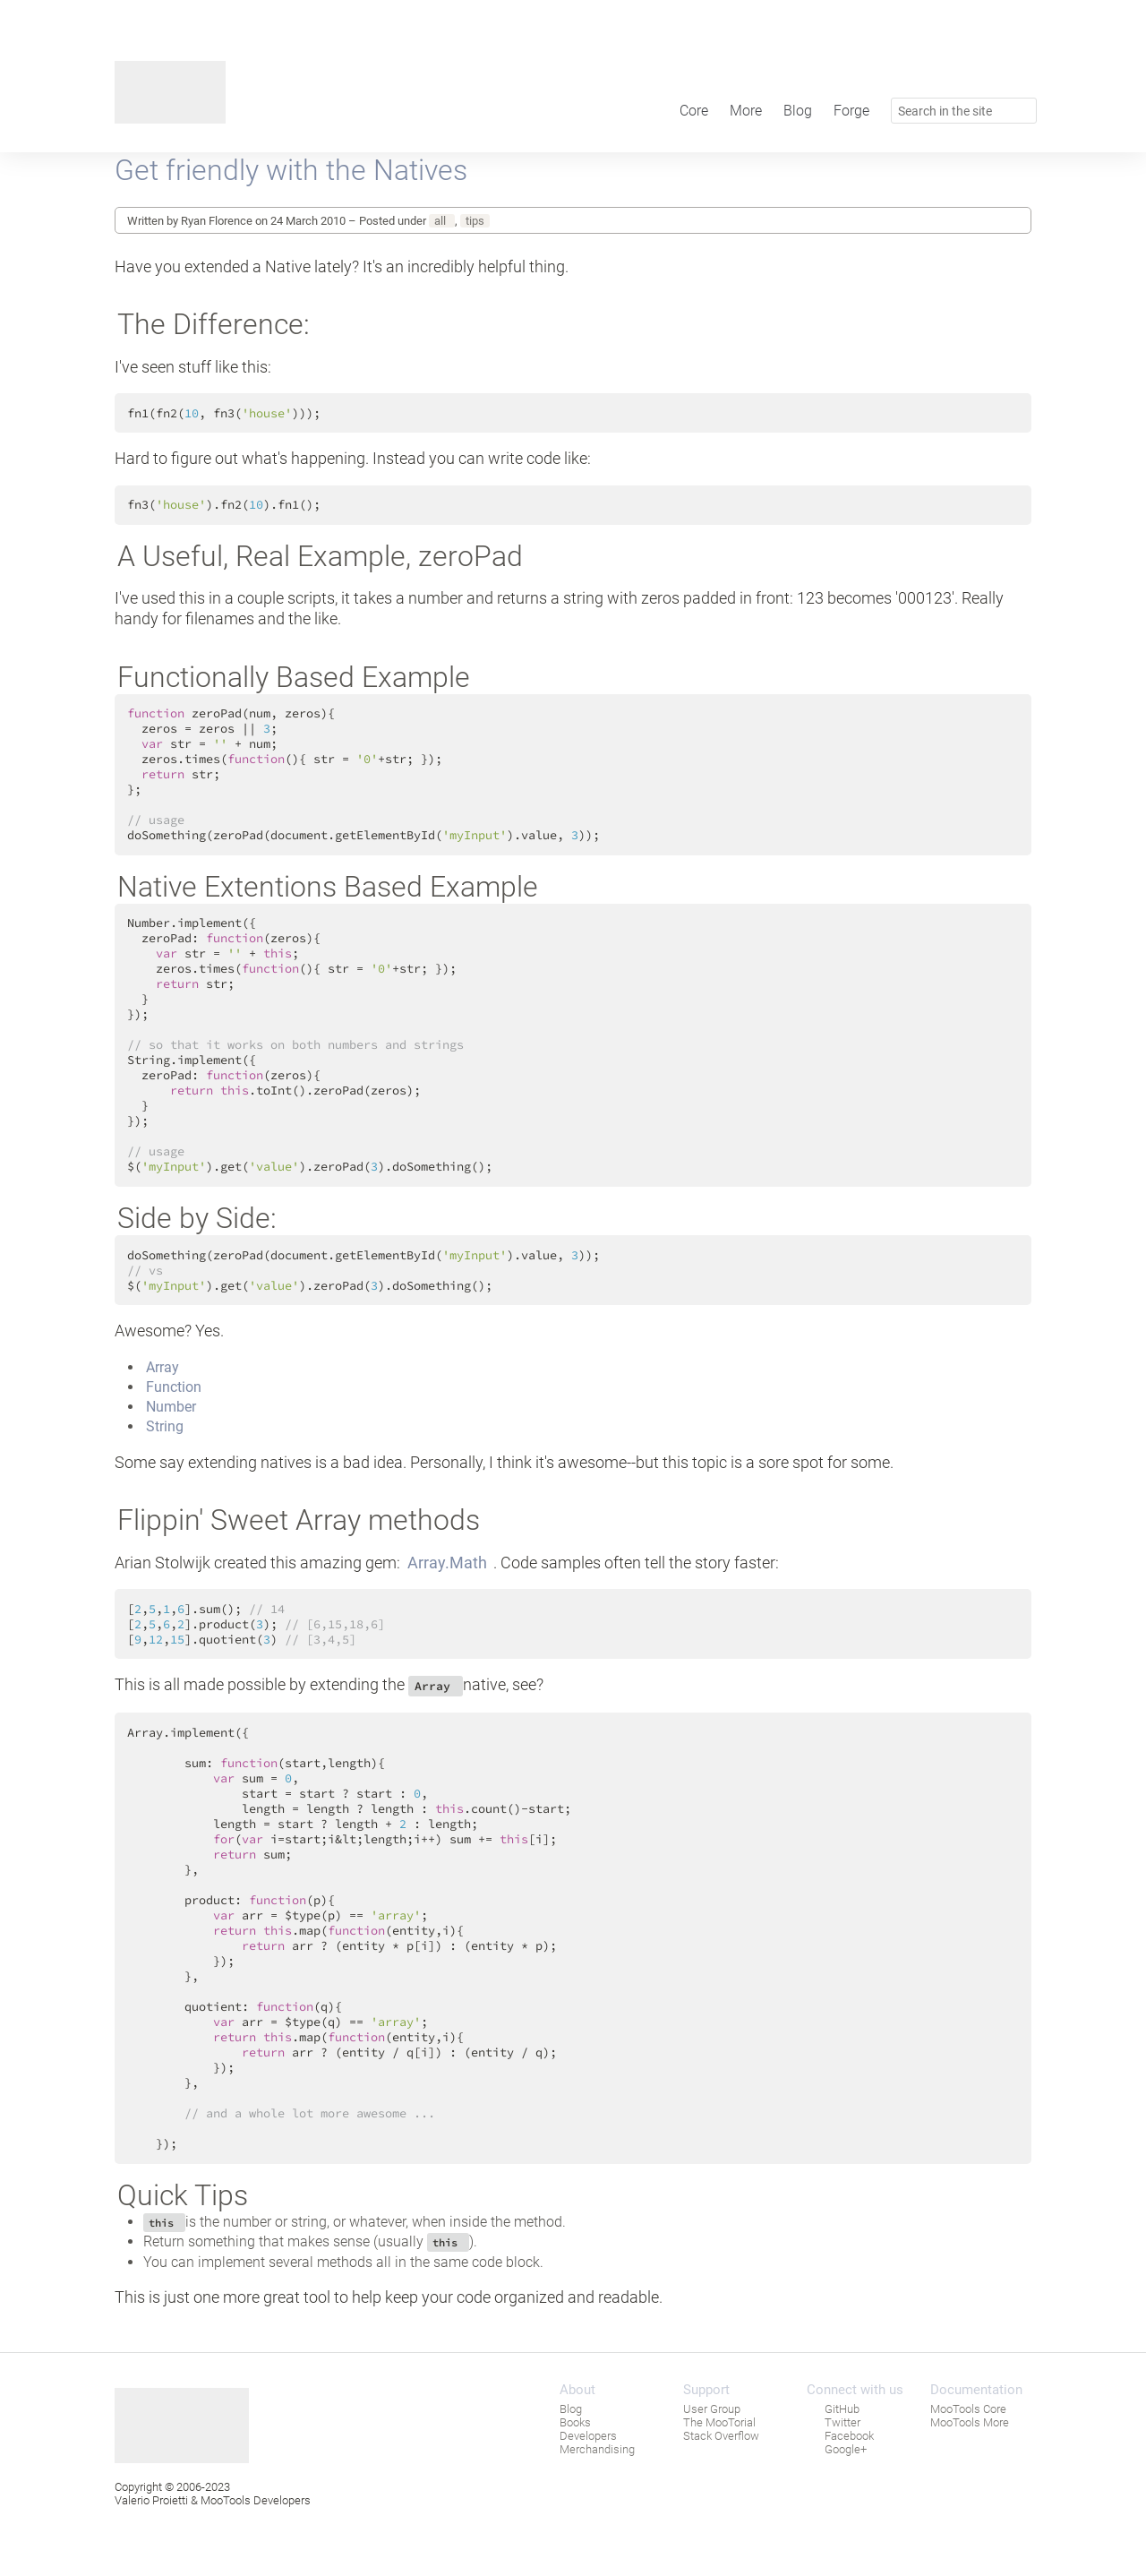 Core More Blog Forge Search in the site
Get friendly with the Natives
Written by Ryan Florence on 24 March 2010 – Posted under all , tips
Have you extended a Native lately? It's an incredibly helpful thing.
The Difference:
I've seen stuff like this:
fn1(fn2(10, fn3('house')));
Hard to figure out what's happening. Instead you can write code like:
fn3('house').fn2(10).fn1();
A Useful, Real Example, zeroPad
I've used this in a couple scripts, it takes a number and returns a string with zeros padded in front: 123 becomes '000123'. Really
handy for filenames and the like.
Functionally Based Example
function zeroPad(num, zeros){
  zeros = zeros || 3;
  var str = '' + num;
  zeros.times(function(){ str = '0'+str; });
  return str;
};
// usage
doSomething(zeroPad(document.getElementById('myInput').value, 3));
Native Extentions Based Example
Number.implement({
  zeroPad: function(zeros){
    var str = '' + this;
    zeros.times(function(){ str = '0'+str; });
    return str;
  }
});
// so that it works on both numbers and strings
String.implement({
  zeroPad: function(zeros){
      return this.toInt().zeroPad(zeros);
  }
});
// usage
$('myInput').get('value').zeroPad(3).doSomething();
Side by Side:
doSomething(zeroPad(document.getElementById('myInput').value, 3));
// vs
$('myInput').get('value').zeroPad(3).doSomething();
Awesome? Yes.
• Array
• Function
• Number
• String
Some say extending natives is a bad idea. Personally, I think it's awesome--but this topic is a sore spot for some.
Flippin' Sweet Array methods
Arian Stolwijk created this amazing gem: Array.Math . Code samples often tell the story faster:
[2,5,1,6].sum(); // 14
[2,5,6,2].product(3); // [6,15,18,6]
[9,12,15].quotient(3) // [3,4,5]
This is all made possible by extending the Array native, see?
Array.implement({
        sum: function(start,length){
            var sum = 0,
                start = start ? start : 0,
                length = length ? length : this.count()-start;
            length = start ? length + 2 : length;
            for(var i=start;i&lt;length;i++) sum += this[i];
            return sum;
        },
        product: function(p){
            var arr = $type(p) == 'array';
            return this.map(function(entity,i){
                return arr ? (entity * p[i]) : (entity * p);
            });
        },
        quotient: function(q){
            var arr = $type(q) == 'array';
            return this.map(function(entity,i){
                return arr ? (entity / q[i]) : (entity / q);
            });
        },
        // and a whole lot more awesome ...
    });
Quick Tips
• this is the number or string, or whatever, when inside the method.
• Return something that makes sense (usually this ).
• You can implement several methods all in the same code block.
This is just one more great tool to help keep your code organized and readable.
About
Blog
Books
Developers
Merchandising
Support
User Group
The MooTorial
Stack Overflow
Connect with us
GitHub
Twitter
Facebook
Google+
Documentation
MooTools Core
MooTools More
Copyright © 2006-2023
Valerio Proietti & MooTools Developers